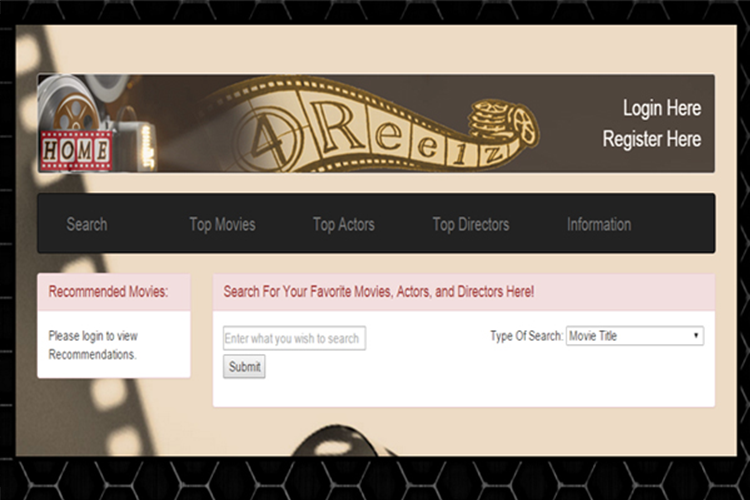 HOME
4Reelz
Login Here
Register Here
Search
Top Movies
Top Actors
Top Directors
Information
Recommended Movies:
Please login to view
Recommendations.
Search For Your Favorite Movies, Actors, and Directors Here!
Enter what you wish to search
Type Of Search: Movie Title
Submit